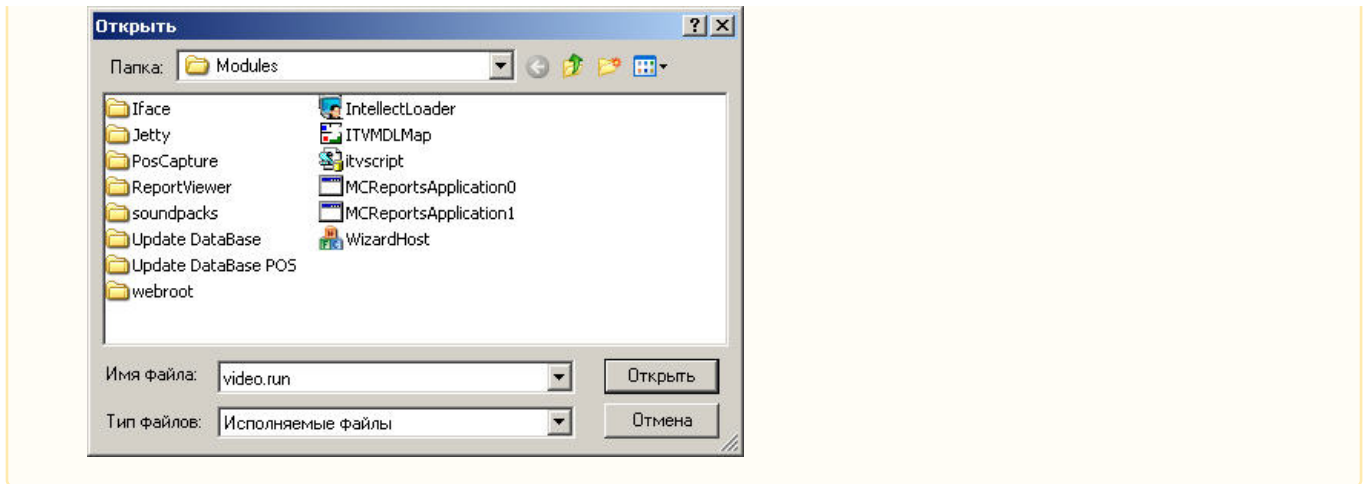 Открыть
Папка: Modules
Iface
Jetty
PosCapture
ReportViewer
soundpacks
Update DataBase
Update DataBase POS
webroot
IntellectLoader
ITVMDLMap
itvscript
MCReportsApplication0
MCReportsApplication1
WizardHost
Имя файла: video.run
Открыть
Тип файлов: Исполняемые файлы
Отмена